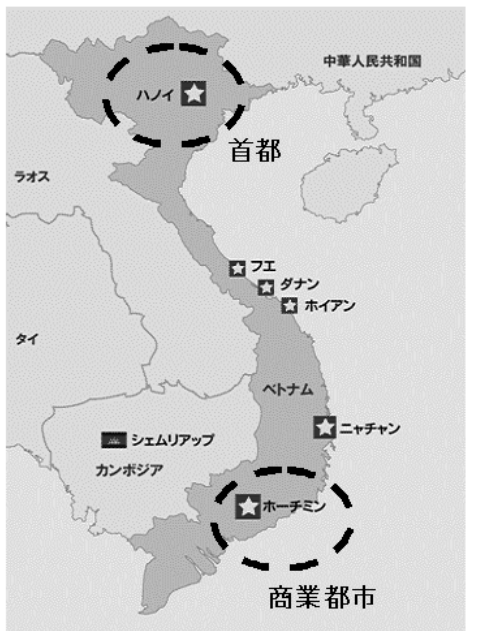 中華人民共和国
ハノイ
首都
ラオス
フエ
ダナン
ホイアン
タイ
ベトナム
ニャチャン
シェムリアップ
カンボジア
ホーチミン
商業都市